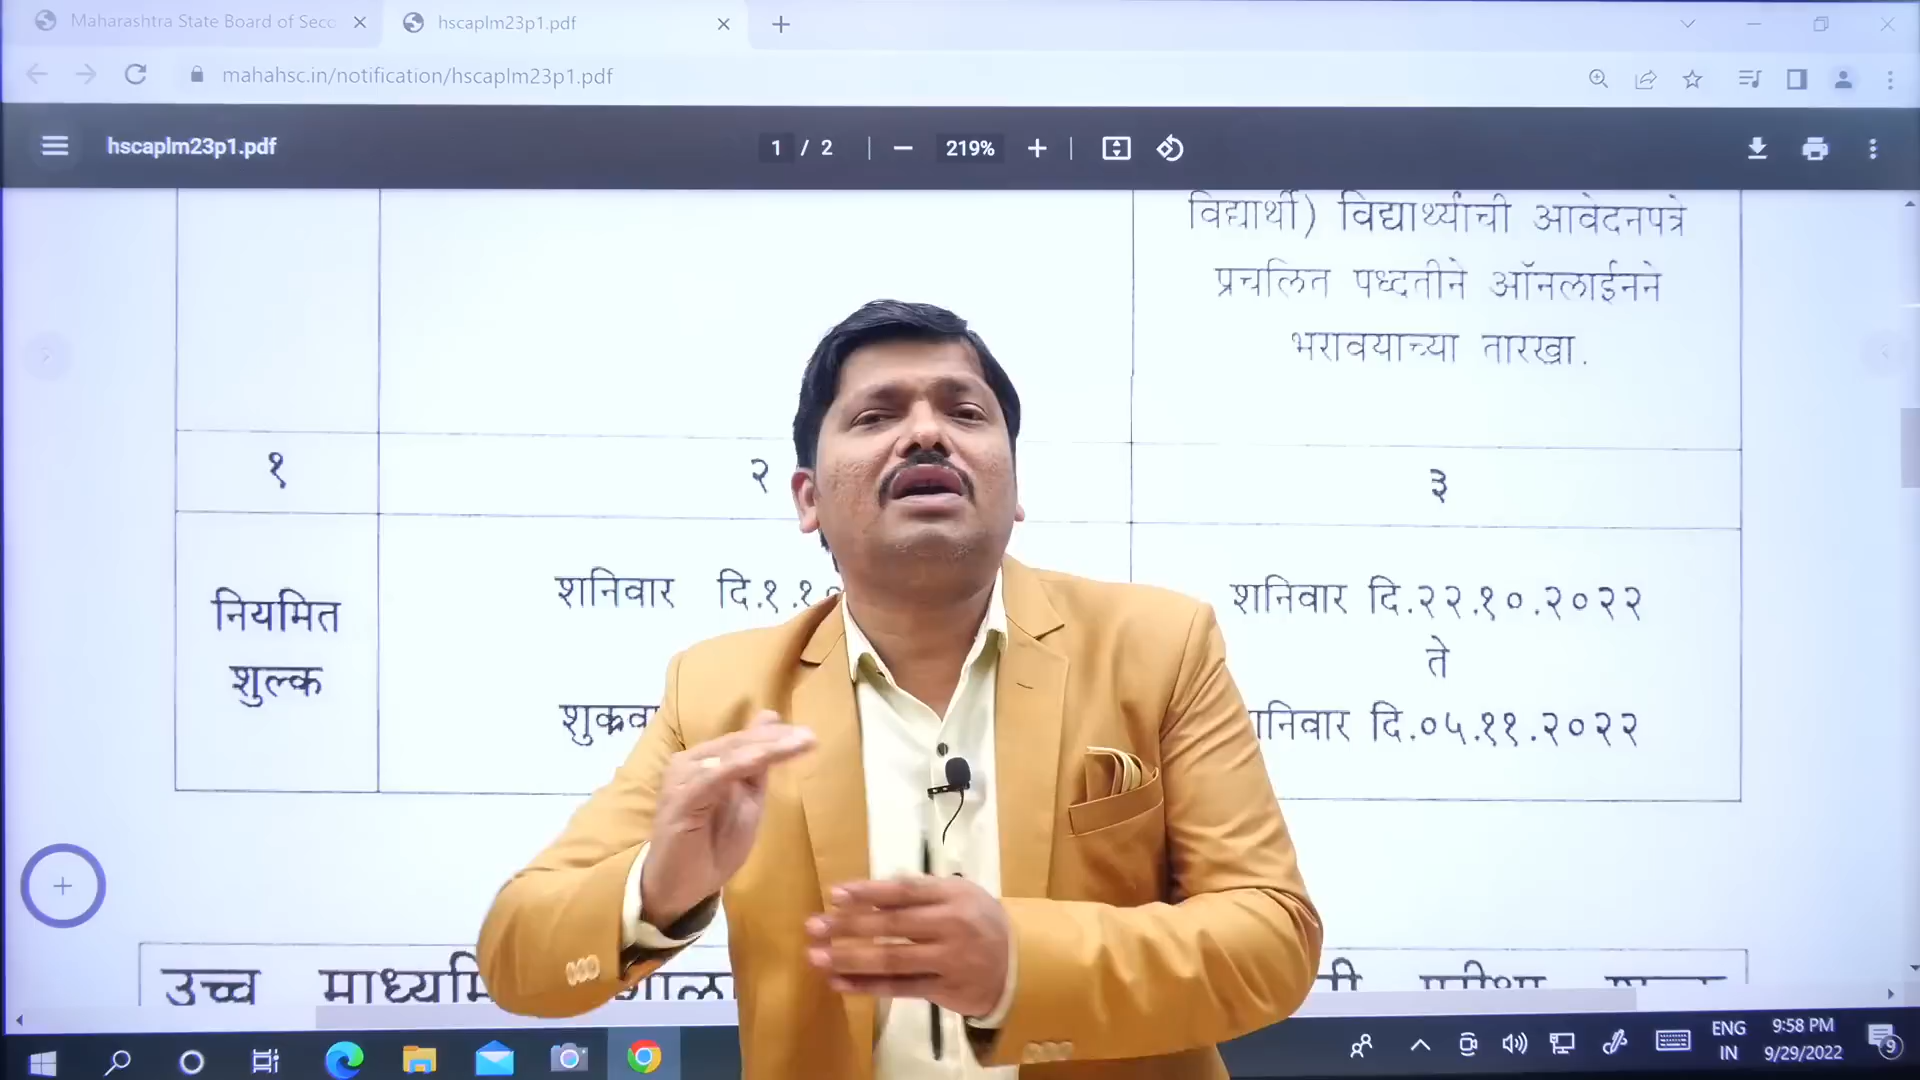 Maharashtra State Board of Seco
hscaplm23p1.pdf
mahahsc.in/notification/hscaplm23p1.pdf
hscaplm23p1.pdf
1 / 2
219%
विद्यार्थी) विद्यार्थ्यांची आवेदनपत्रे
प्रचलित पध्दतीने ऑनलाईनने
भरावयाच्या तारखा.
१ २ ३
नियमित
शुल्क
शनिवार दि.१.१०
शनिवार दि.२२.१०.२०२२
ते
दि.०५.११.२०२२
उच्च
ENG
IN
9:58 PM
9/29/2022
9